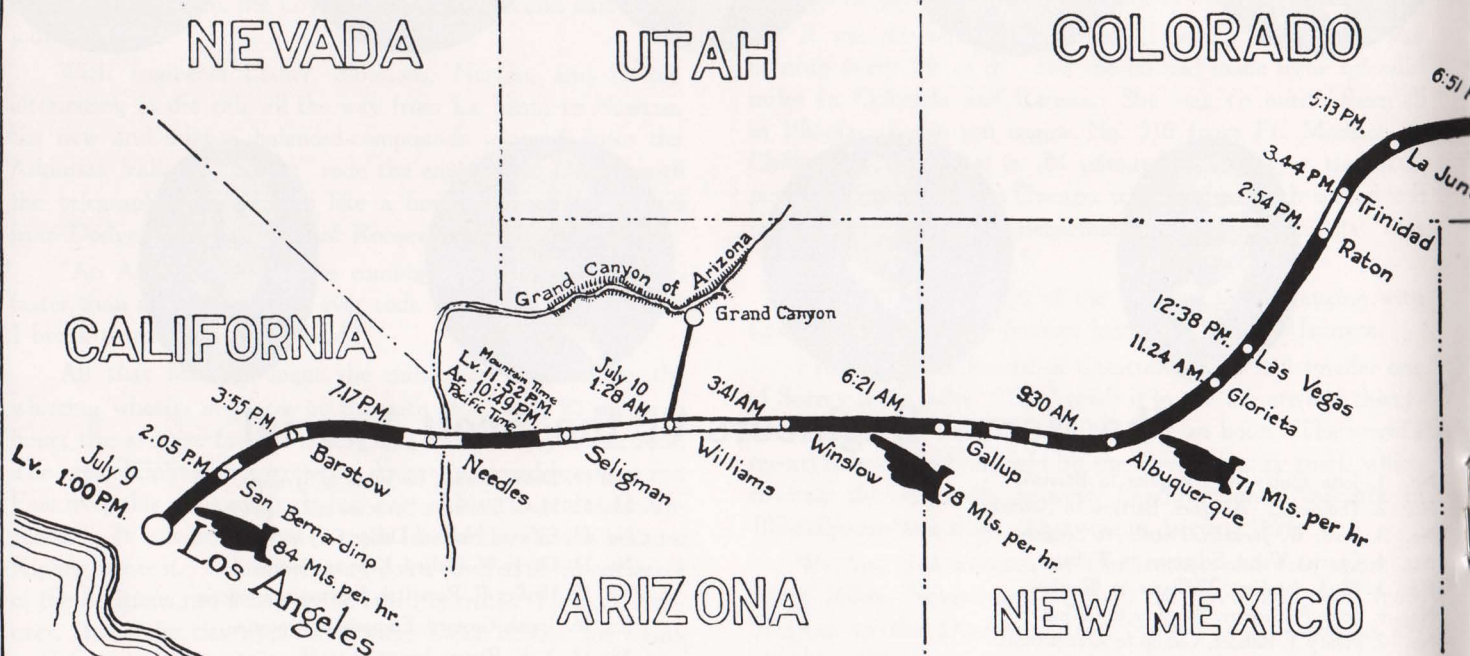 NEVADA
UTAH
COLORADO
CALIFORNIA
ARIZONA
NEW MEXICO
Grand Canyon of Arizona
Grand Canyon
Lv. 1:00 P.M.
July 9
Los Angeles
84 Mls. per hr.
2.05 P.M.
San Bernardino
3:55 P.M.
Barstow
7:17 P.M.
Needles
Mountain Time
Lv. 11.52 P.M.
Ar. 10:49 P.M.
Pacific Time
Seligman
July 10
1:28 A.M.
Williams
3:41 A.M.
Winslow
78 Mls. per hr.
6:21 A.M.
Gallup
9:30 A.M.
Albuquerque
71 Mls. per hr
11.24 A.M.
Glorieta
12:38 P.M.
Las Vegas
2:54 P.M.
Raton
3.44 P.M.
Trinidad
5:13 P.M.
La Jun
6:51